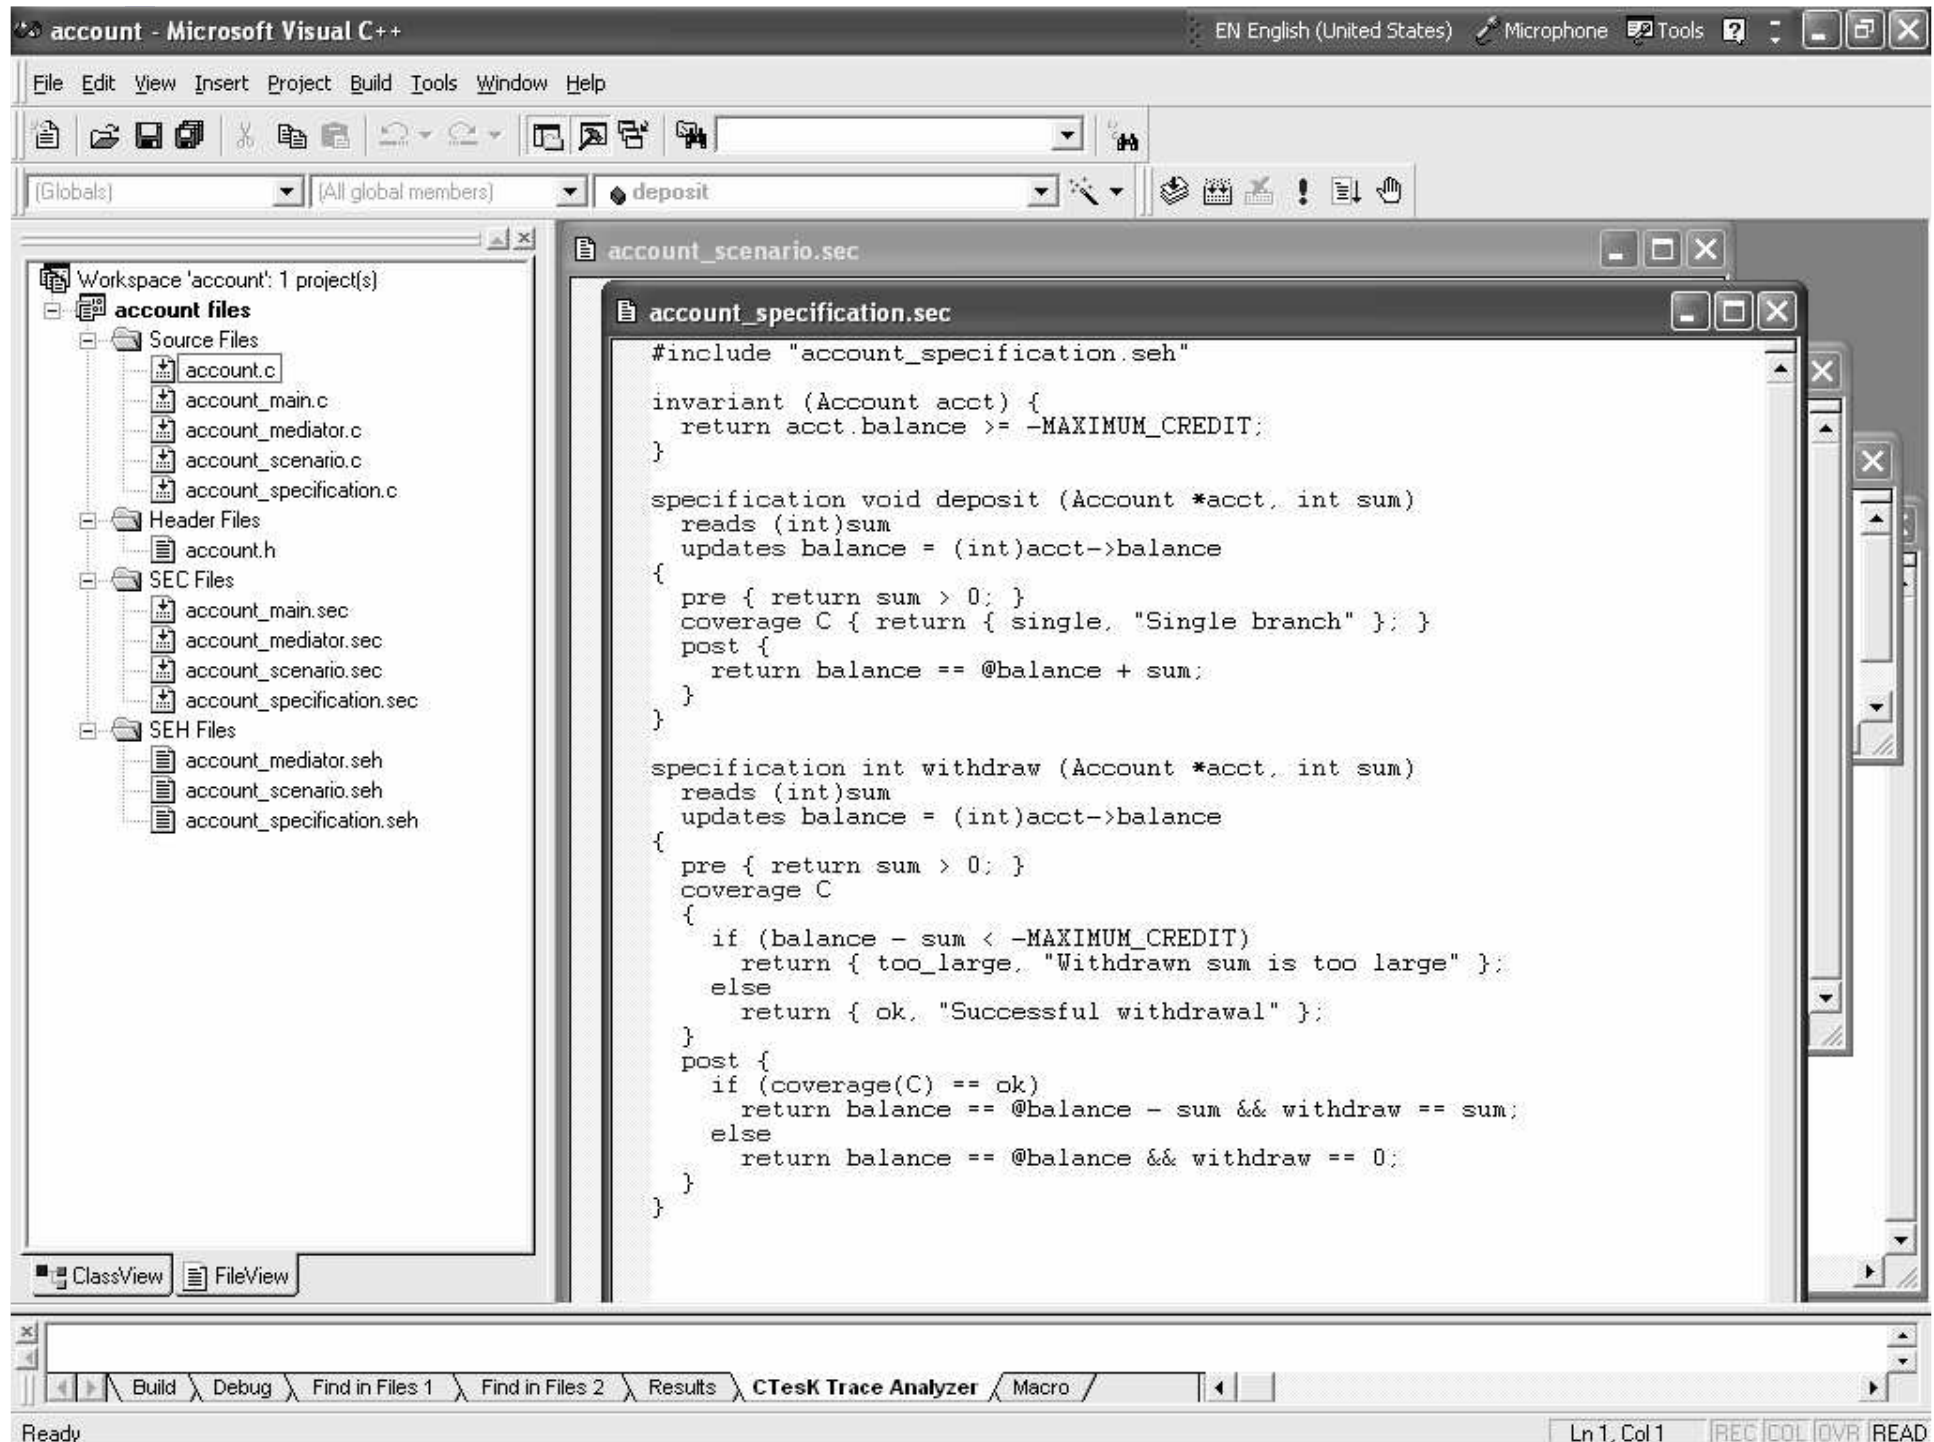 account - Microsoft Visual C++
EN English (United States) Microphone Tools
File Edit View Insert Project Build Tools Window Help
(Globals) (All global members) deposit
Workspace 'account': 1 project(s)
account files
Source Files
account.c
account_main.c
account_mediator.c
account_scenario.c
account_specification.c
Header Files
account.h
SEC Files
account_main.sec
account_mediator.sec
account_scenario.sec
account_specification.sec
SEH Files
account_mediator.seh
account_scenario.seh
account_specification.seh
ClassView FileView
account_scenario.sec
account_specification.sec
#include "account_specification.seh"
invariant (Account acct) {
return acct.balance >= -MAXIMUM_CREDIT;
}
specification void deposit (Account *acct, int sum)
reads (int)sum
updates balance = (int)acct->balance
{
pre { return sum > 0; }
coverage C { return { single, "Single branch" }; }
post {
return balance == @balance + sum;
}
}
specification int withdraw (Account *acct, int sum)
reads (int)sum
updates balance = (int)acct->balance
{
pre { return sum > 0; }
coverage C
{
if (balance - sum < -MAXIMUM_CREDIT)
return { too_large, "Withdrawn sum is too large" };
else
return { ok, "Successful withdrawal" };
}
post {
if (coverage(C) == ok)
return balance == @balance - sum && withdraw == sum;
else
return balance == @balance && withdraw == 0;
}
}
Build Debug Find in Files 1 Find in Files 2 Results CTesK Trace Analyzer Macro
Ready Ln 1, Col 1 REC COL OVR READ